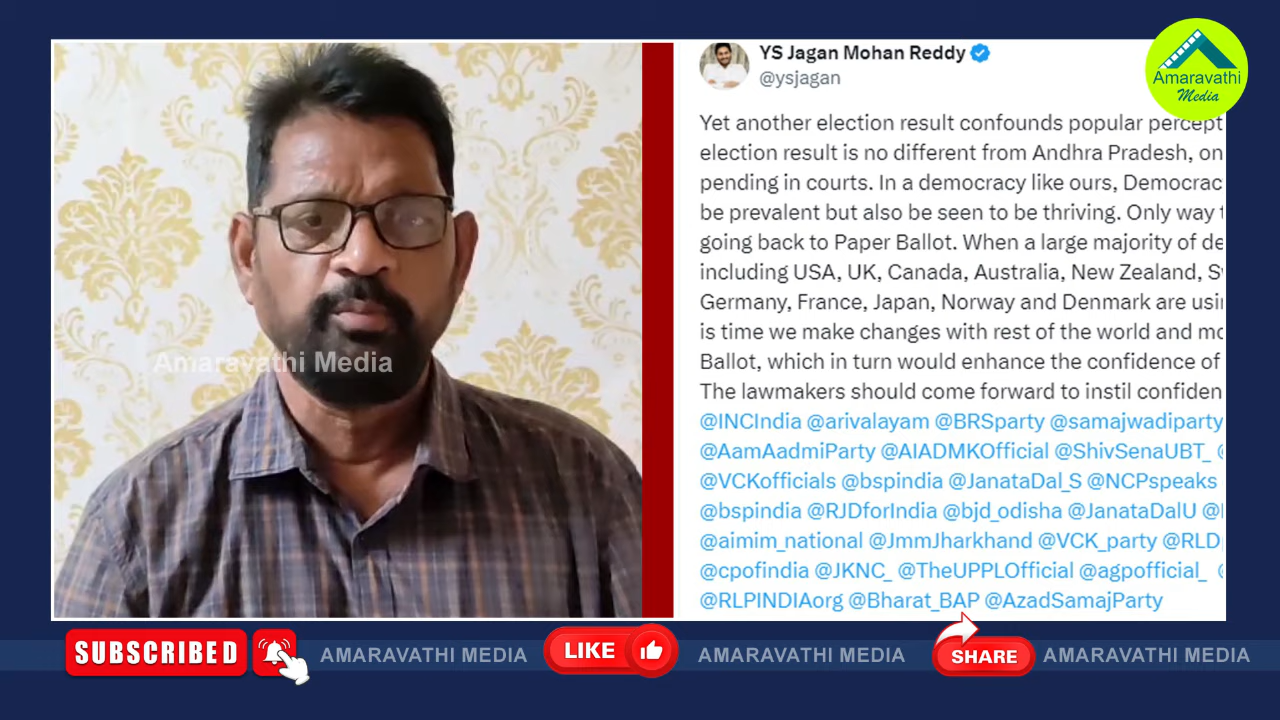 YS Jagan Mohan Reddy
@ysjagan
Amaravathi
Media
Yet another election result confounds popular percept
election result is no different from Andhra Pradesh, on
pending in courts. In a democracy like ours, Democrac
be prevalent but also be seen to be thriving. Only way t
going back to Paper Ballot. When a large majority of de
including USA, UK, Canada, Australia, New Zealand, Sw
Germany, France, Japan, Norway and Denmark are usin
is time we make changes with rest of the world and mo
Ballot, which in turn would enhance the confidence of
The lawmakers should come forward to instil confiden
@INCIndia @arivalayam @BRSparty @samajwadiparty
@AamAadmiParty @AIADMKOfficial @ShivSenaUBT_
@VCKofficials @bspindia @JanataDal_S @NCPspeaks
@bspindia @RJDforIndia @bjd_odisha @JanataDalU
@aimim_national @JmmJharkhand @VCK_party @RLD
@cpofindia @JKNC_ @TheUPPLOfficial @agpofficial_
@RLPINDIAorg @Bharat_BAP @AzadSamajParty
Amaravathi Media
SUBSCRIBED AMARAVATHI MEDIA LIKE AMARAVATHI MEDIA SHARE AMARAVATHI MEDIA